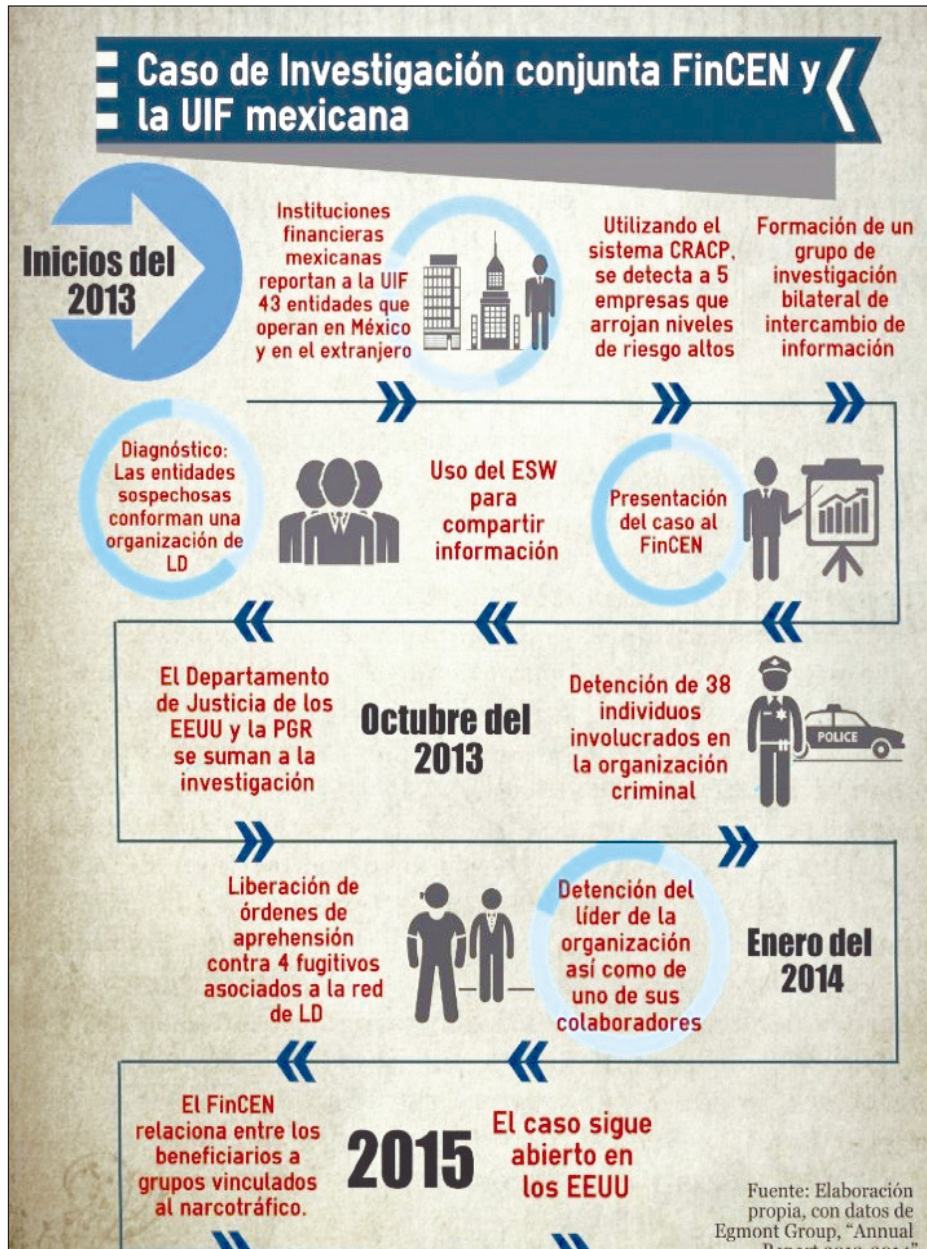 Caso de Investigación conjunta FinCEN y
la UIF mexicana
Inicios del
2013
Instituciones
financieras
mexicanas
reportan a la UIF
43 entidades que
operan en México
y en el extranjero
Utilizando el
sistema CRACP,
se detecta a 5
empresas que
arrojan niveles
de riesgo altos
Formación de un
grupo de
investigación
bilateral de
intercambio de
información
Diagnóstico:
Las entidades
sospechosas
conforman una
organización de
LD
Uso del ESW
para
compartir
información
Presentación
del caso al
FinCEN
El Departamento
de Justicia de los
EEUU y la PGR
se suman a la
investigación
Octubre del
2013
Detención de 38
individuos
involucrados en
la organización
criminal
POLICE
Liberación de
órdenes de
aprehensión
contra 4 fugitivos
asociados a la red
de LD
Detención del
líder de la
organización
así como de
uno de sus
colaboradores
Enero del
2014
El FinCEN
relaciona entre los
beneficiarios a
grupos vinculados
al narcotráfico.
2015
El caso sigue
abierto en
los EEUU
Fuente: Elaboración
propia, con datos de
Egmont Group, “Annual
Report 2013-2014”